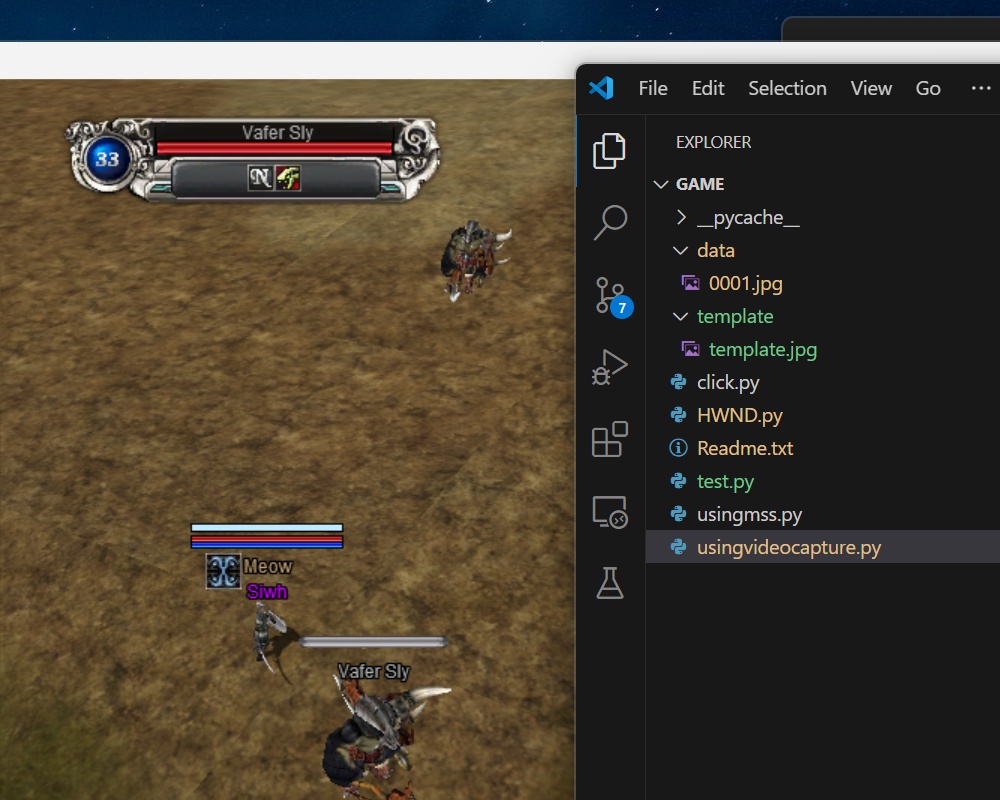 Vafer Sly
33
N
Meow
Siwh
Vafer Sly
File Edit Selection View Go ···
EXPLORER
GAME
__pycache__
data
0001.jpg
template
template.jpg
click.py
HWND.py
Readme.txt
test.py
usingmss.py
usingvideocapture.py
7